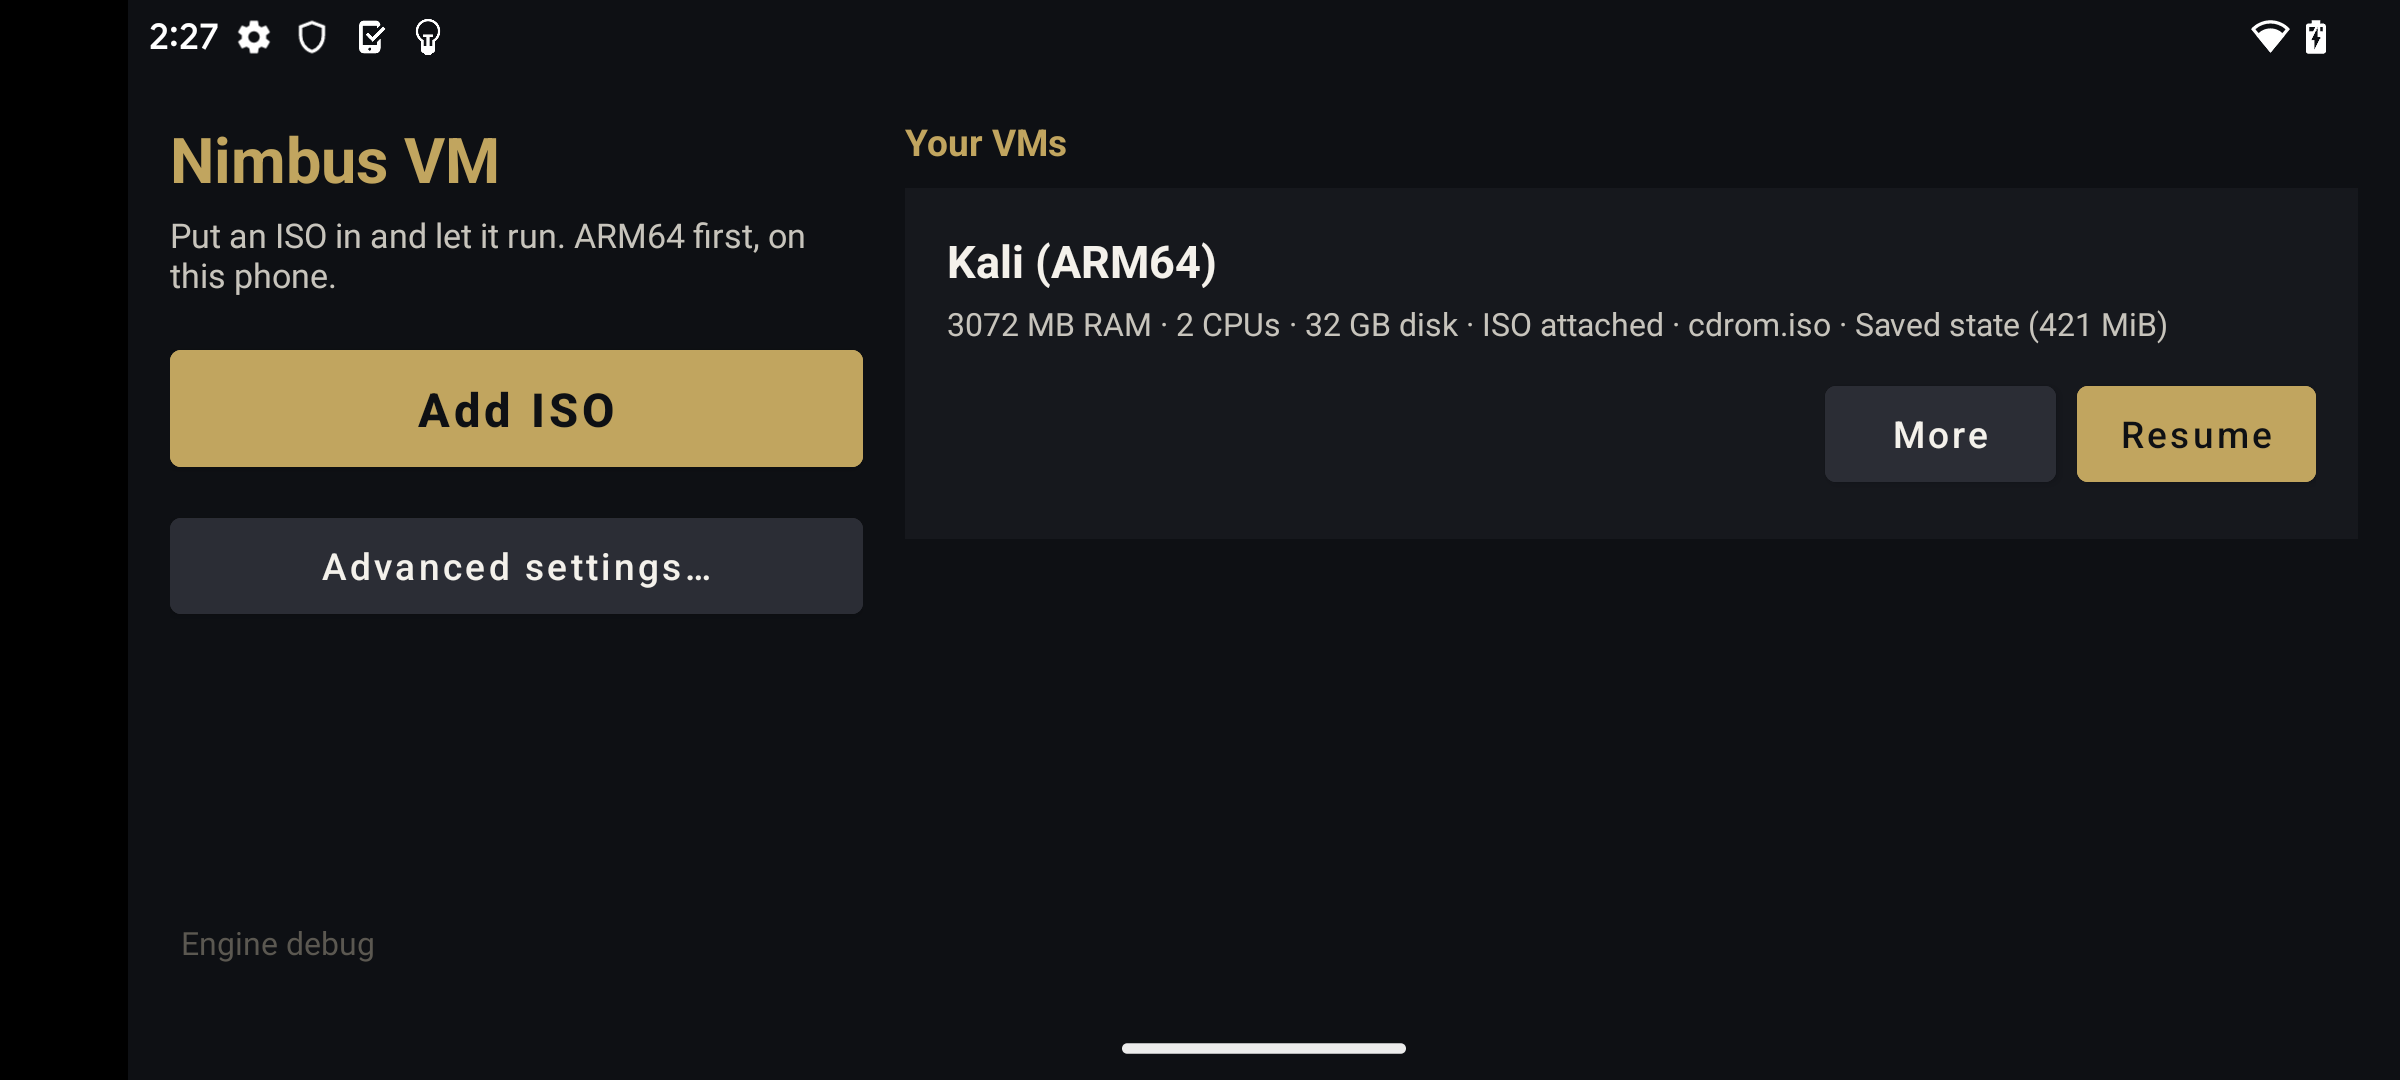 2:27
Nimbus VM
Put an ISO in and let it run. ARM64 first, on
this phone.
Add ISO
Advanced settings…
Engine debug
Your VMs
Kali (ARM64)
3072 MB RAM · 2 CPUs · 32 GB disk · ISO attached · cdrom.iso · Saved state (421 MiB)
More
Resume